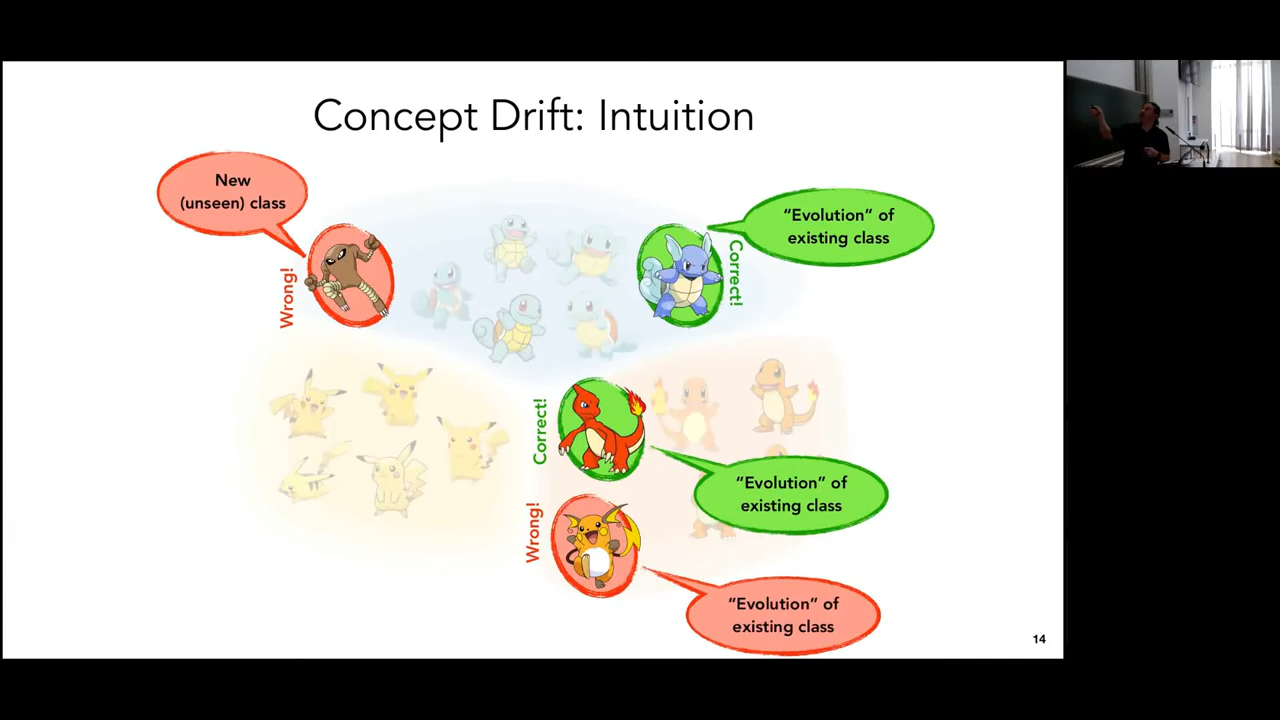 Concept Drift: Intuition
New
(unseen) class
Wrong!
"Evolution" of
existing class
Correct!
Correct!
"Evolution" of
existing class
Wrong!
"Evolution" of
existing class
14